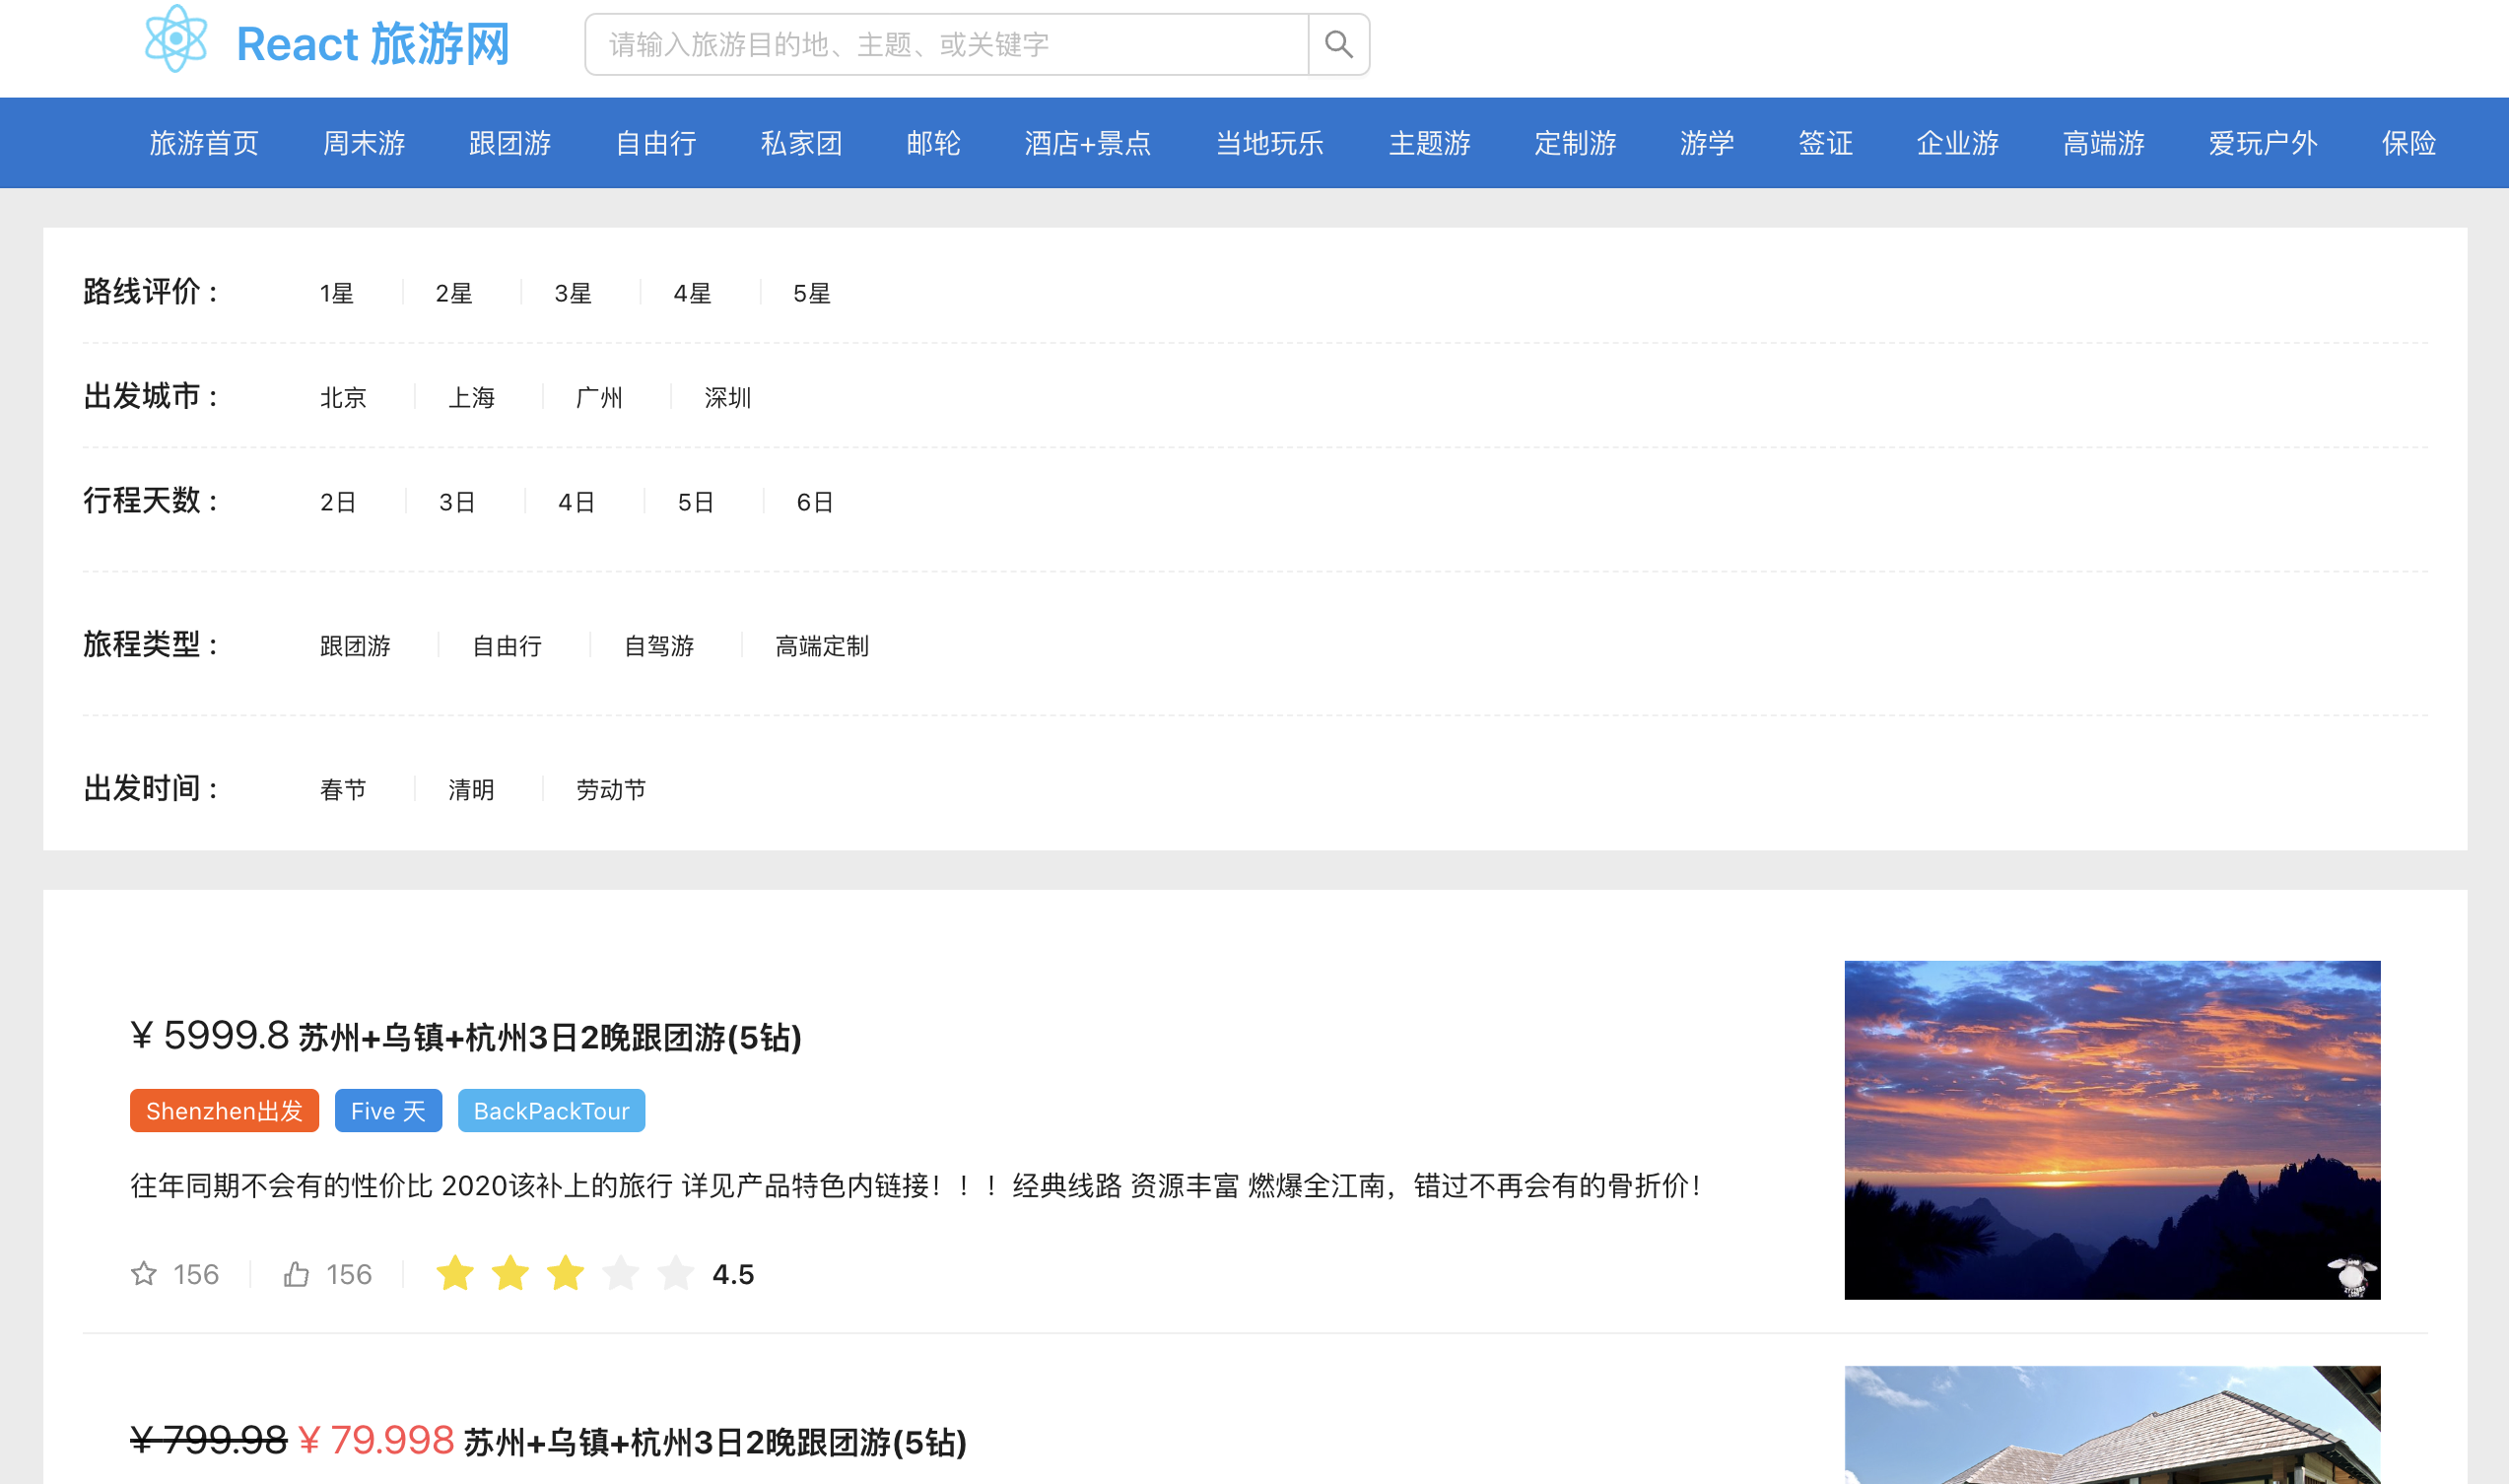 React 旅游网
请输入旅游目的地、主题、或关键字
旅游首页 周末游 跟团游 自由行 私家团 邮轮 酒店+景点 当地玩乐 主题游 定制游 游学 签证 企业游 高端游 爱玩户外 保险
路线评价： 1星 2星 3星 4星 5星
出发城市： 北京 上海 广州 深圳
行程天数： 2日 3日 4日 5日 6日
旅程类型： 跟团游 自由行 自驾游 高端定制
出发时间： 春节 清明 劳动节
¥ 5999.8 苏州+乌镇+杭州3日2晚跟团游(5钻)
Shenzhen出发 Five 天 BackPackTour
往年同期不会有的性价比 2020该补上的旅行 详见产品特色内链接！！！经典线路 资源丰富 燃爆全江南，错过不再会有的骨折价！
156 156 4.5
¥ 799.98 ¥ 79.998 苏州+乌镇+杭州3日2晚跟团游(5钻)